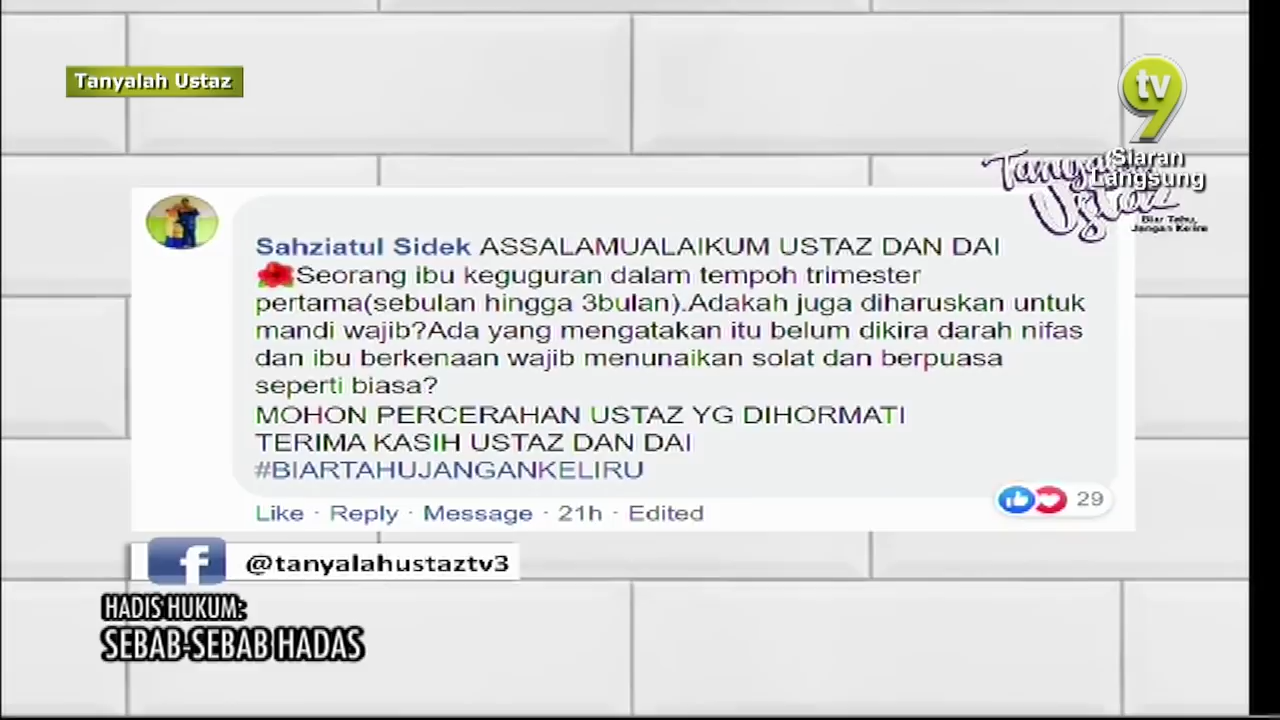 Tanyalah Ustaz
tv
9
Siaran
Langsung
Tanyalah
Ustaz
Biar Tahu,
Jangan Keliru
Sahziatul Sidek ASSALAMUALAIKUM USTAZ DAN DAI
Seorang ibu keguguran dalam tempoh trimester
pertama(sebulan hingga 3bulan).Adakah juga diharuskan untuk
mandi wajib?Ada yang mengatakan itu belum dikira darah nifas
dan ibu berkenaan wajib menunaikan solat dan berpuasa
seperti biasa?
MOHON PERCERAHAN USTAZ YG DIHORMATI
TERIMA KASIH USTAZ DAN DAI
#BIARTAHUJANGANKELIRU
Like · Reply · Message · 21h · Edited
29
f @tanyalahustaztv3
HADIS HUKUM:
SEBAB-SEBAB HADAS